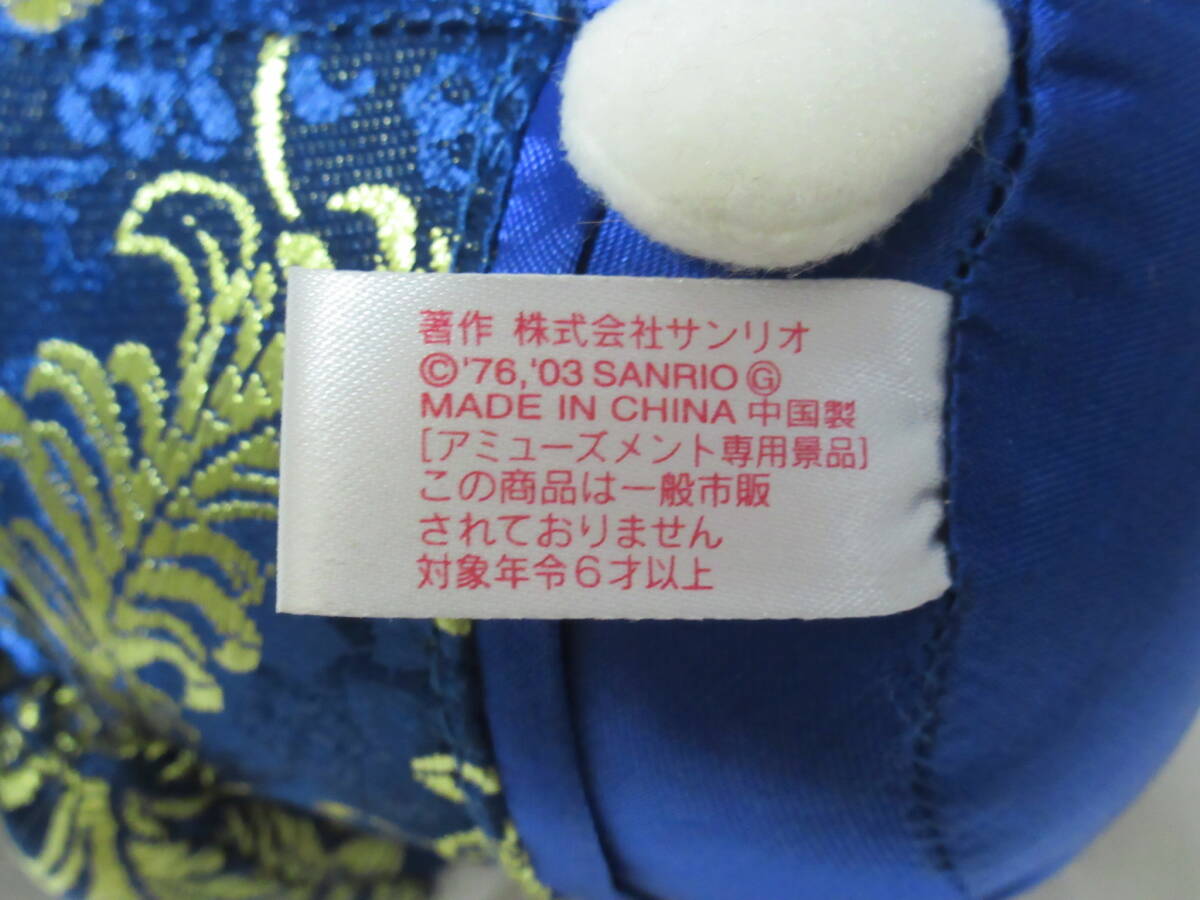 著作 株式会社サンリオ
©'76,'03 SANRIO Ⓖ
MADE IN CHINA 中国製
[アミューズメント専用景品]
この商品は一般市販
されておりません
対象年令6才以上